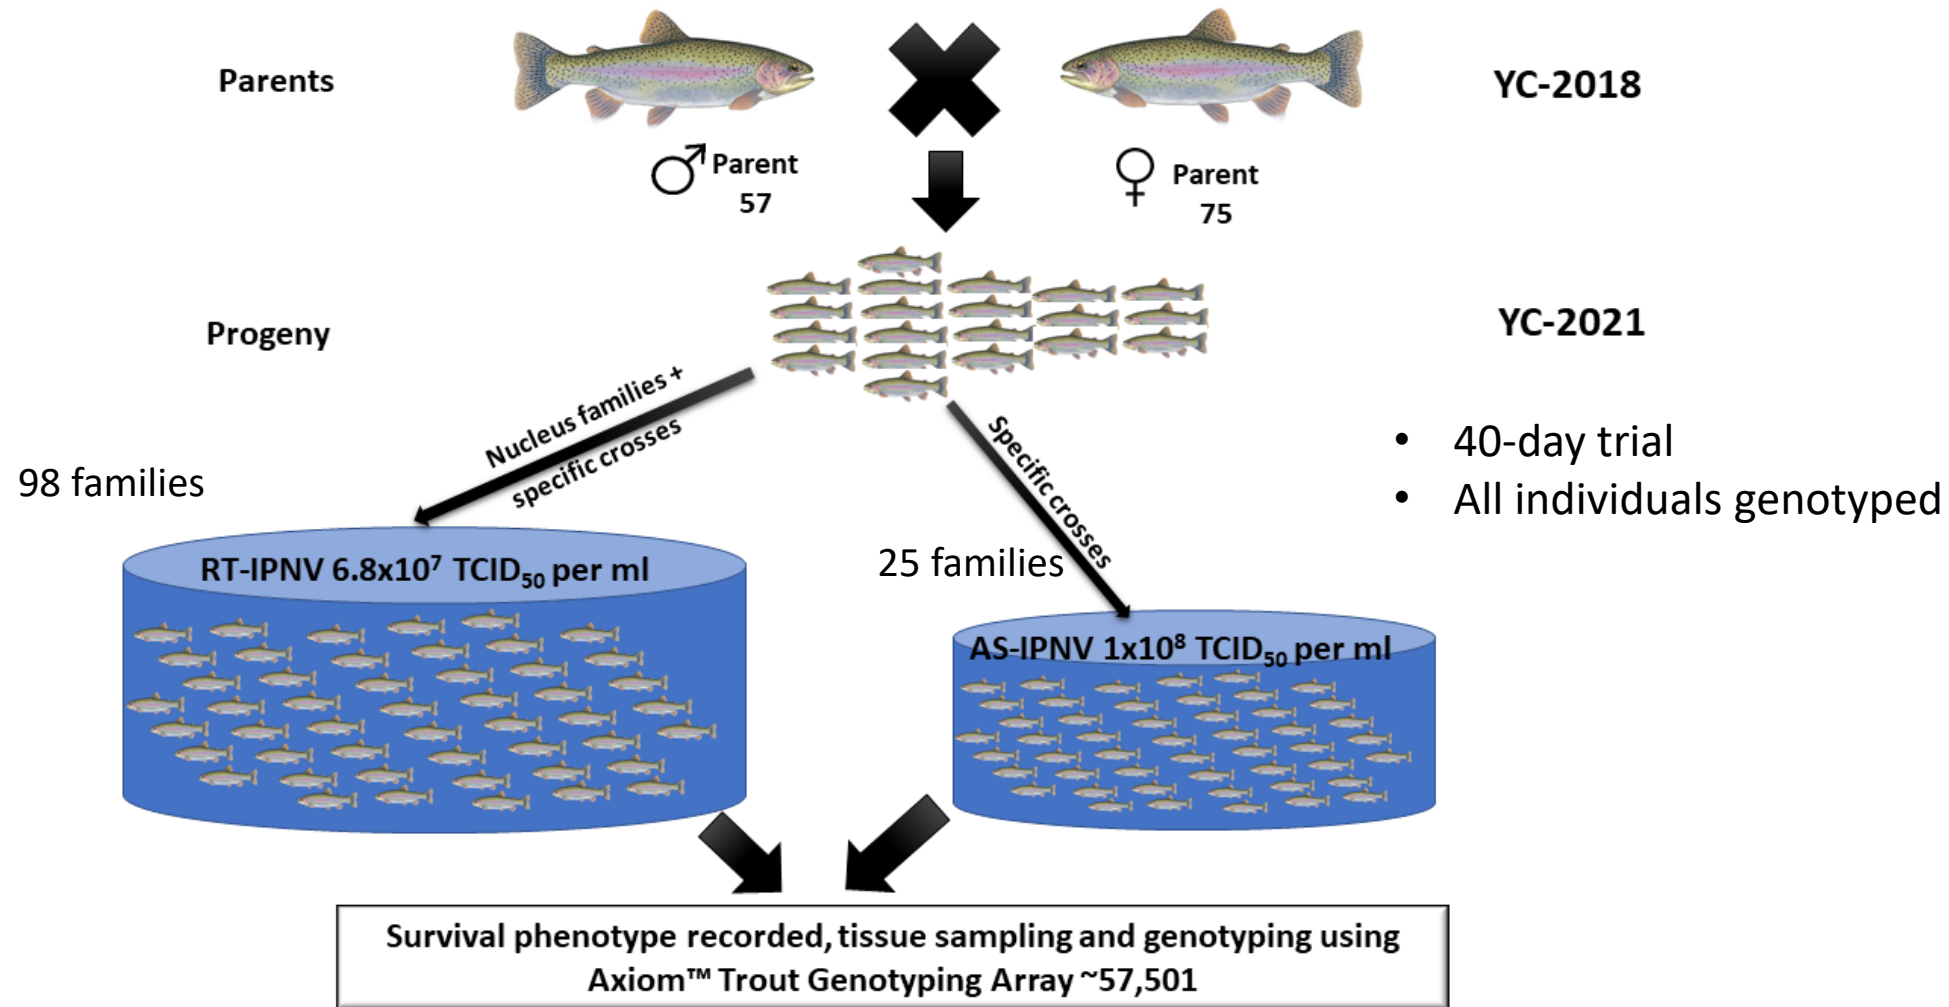 Parents
YC-2018
♂ Parent
57
♀ Parent
75
Progeny
YC-2021
Nucleus families +
specific crosses
Specific crosses
98 families
25 families
• 40-day trial
• All individuals genotyped
RT-IPNV 6.8x10⁷ TCID₅₀ per ml
AS-IPNV 1x10⁸ TCID₅₀ per ml
Survival phenotype recorded, tissue sampling and genotyping using
Axiom™ Trout Genotyping Array ~57,501